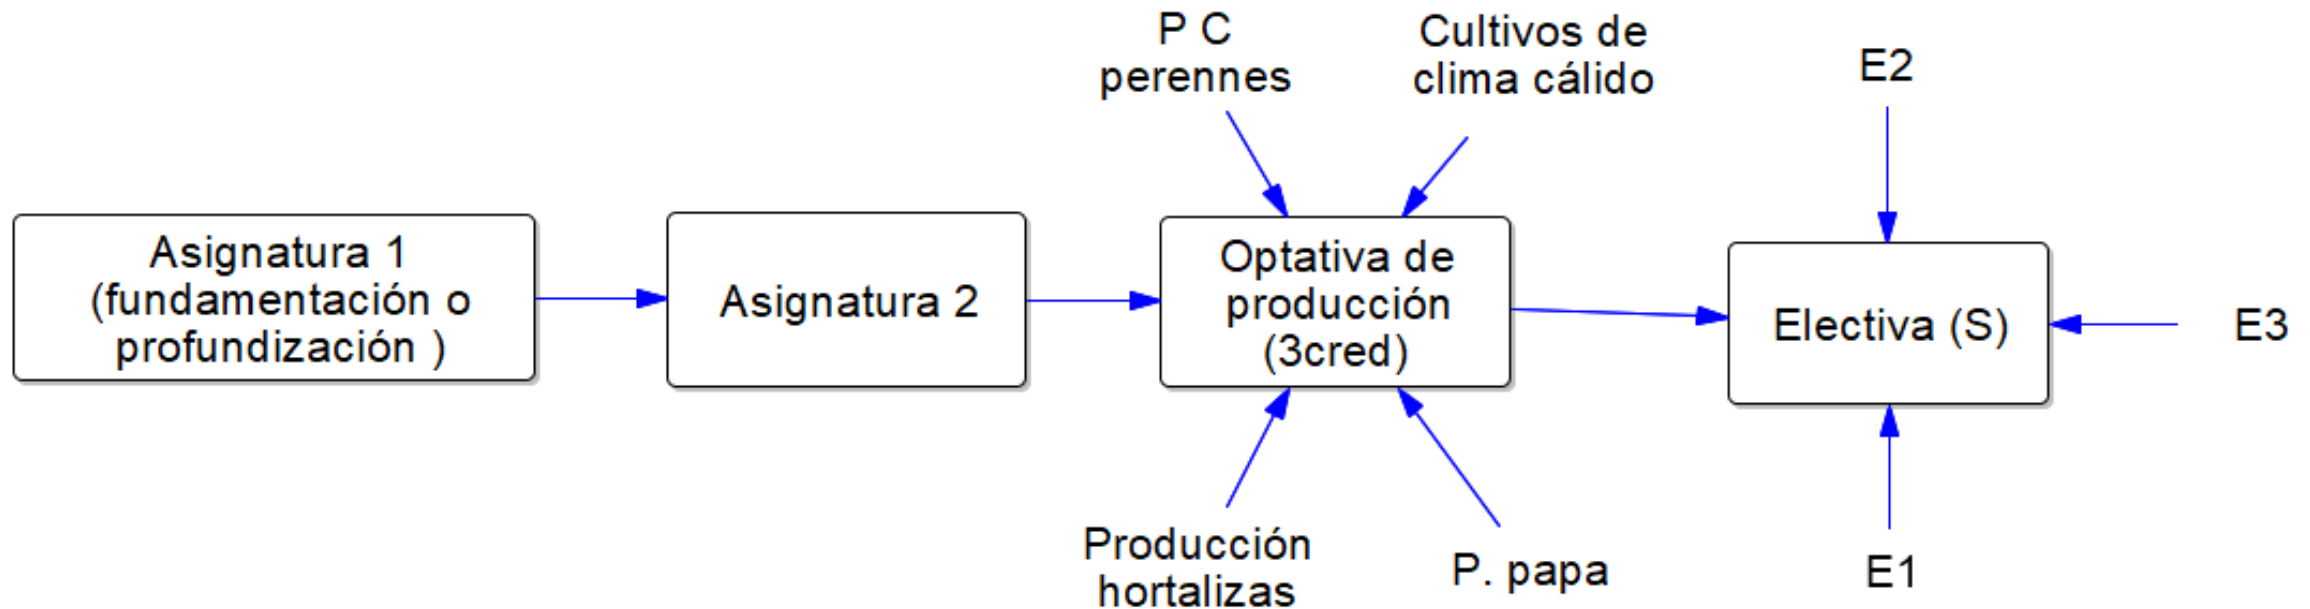 P C
perennes
Cultivos de
clima cálido
E2
Asignatura 1
(fundamentación o
profundización )
Asignatura 2
Optativa de
producción
(3cred)
Electiva (S)
E3
Producción
hortalizas
P. papa
E1